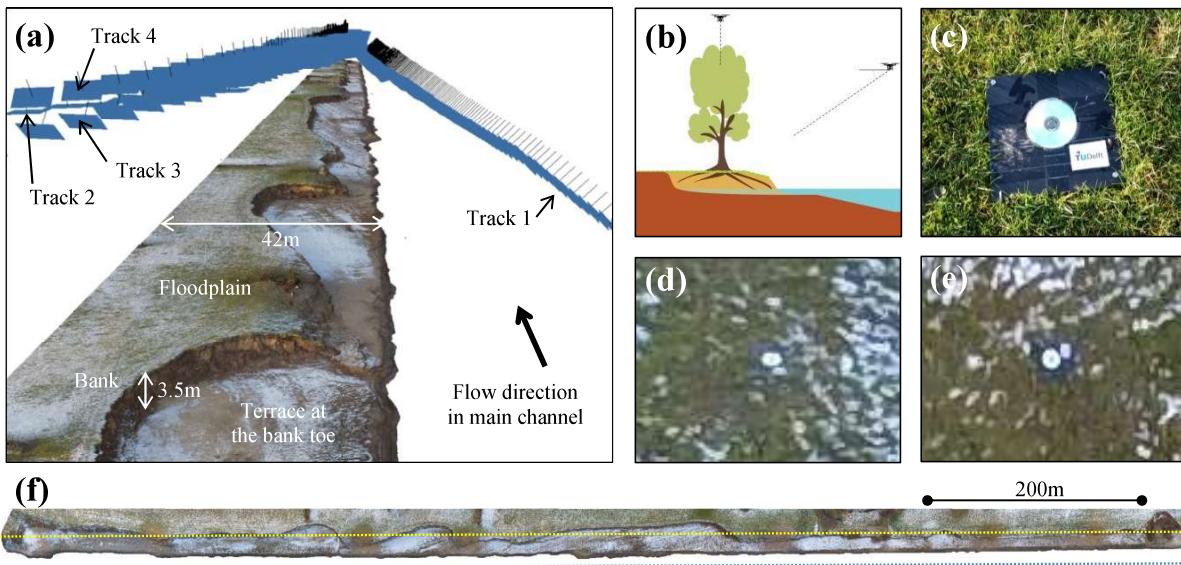 (a)
Track 4
Track 3
Track 2
Track 1
42m
Floodplain
Bank
3.5m
Terrace at
the bank toe
Flow direction
in main channel
(b)
(c)
TUDelft
(d)
(e)
(f)
200m